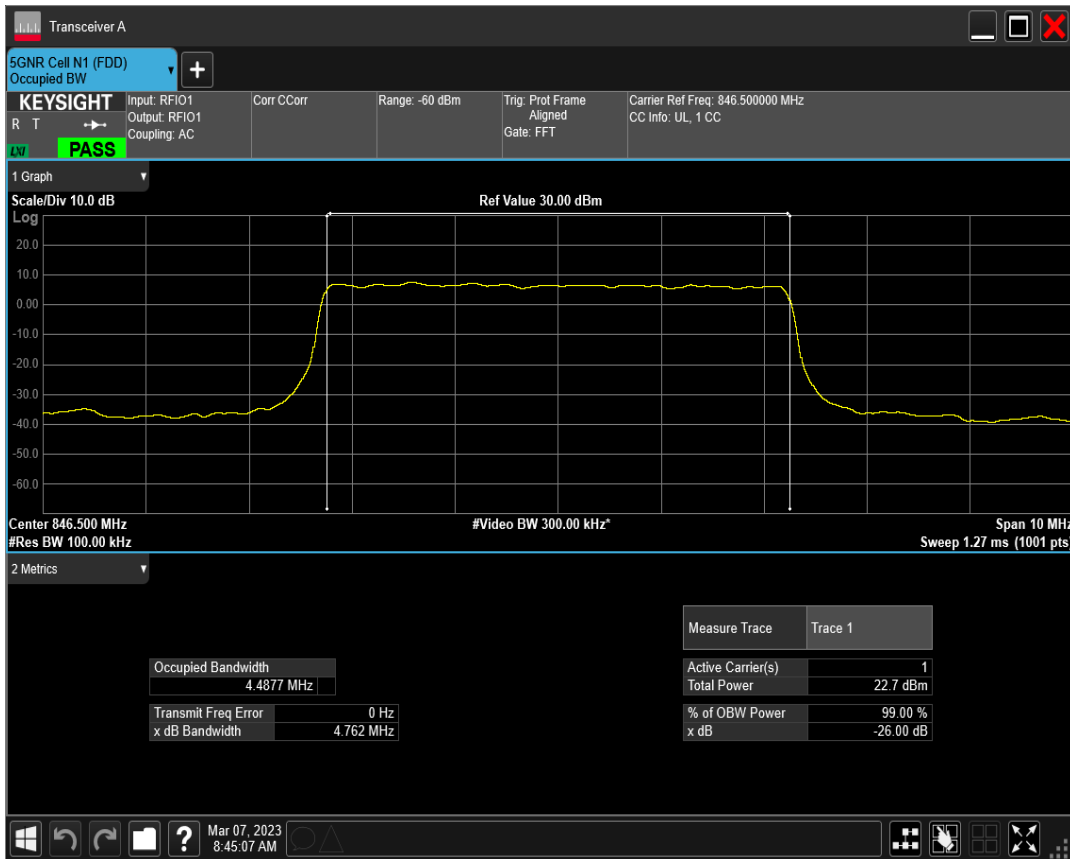 Transceiver A
5GNR Cell N1 (FDD)
Occupied BW
+
KEYSIGHT
R T
LXI
PASS
Input: RFIO1
Output: RFIO1
Coupling: AC
Corr CCorr
Range: -60 dBm
Trig: Prot Frame
Aligned
Gate: FFT
Carrier Ref Freq: 846.500000 MHz
CC Info: UL, 1 CC
1 Graph
Scale/Div 10.0 dB
Ref Value 30.00 dBm
Log
20.0
10.0
0.00
-10.0
-20.0
-30.0
-40.0
-50.0
-60.0
Center 846.500 MHz
#Video BW 300.00 kHz*
Span 10 MHz
#Res BW 100.00 kHz
Sweep 1.27 ms (1001 pts)
2 Metrics
Measure Trace Trace 1
Occupied Bandwidth
4.4877 MHz
Active Carrier(s) 1
Total Power 22.7 dBm
Transmit Freq Error 0 Hz
x dB Bandwidth 4.762 MHz
% of OBW Power 99.00 %
x dB -26.00 dB
?
Mar 07, 2023
8:45:07 AM